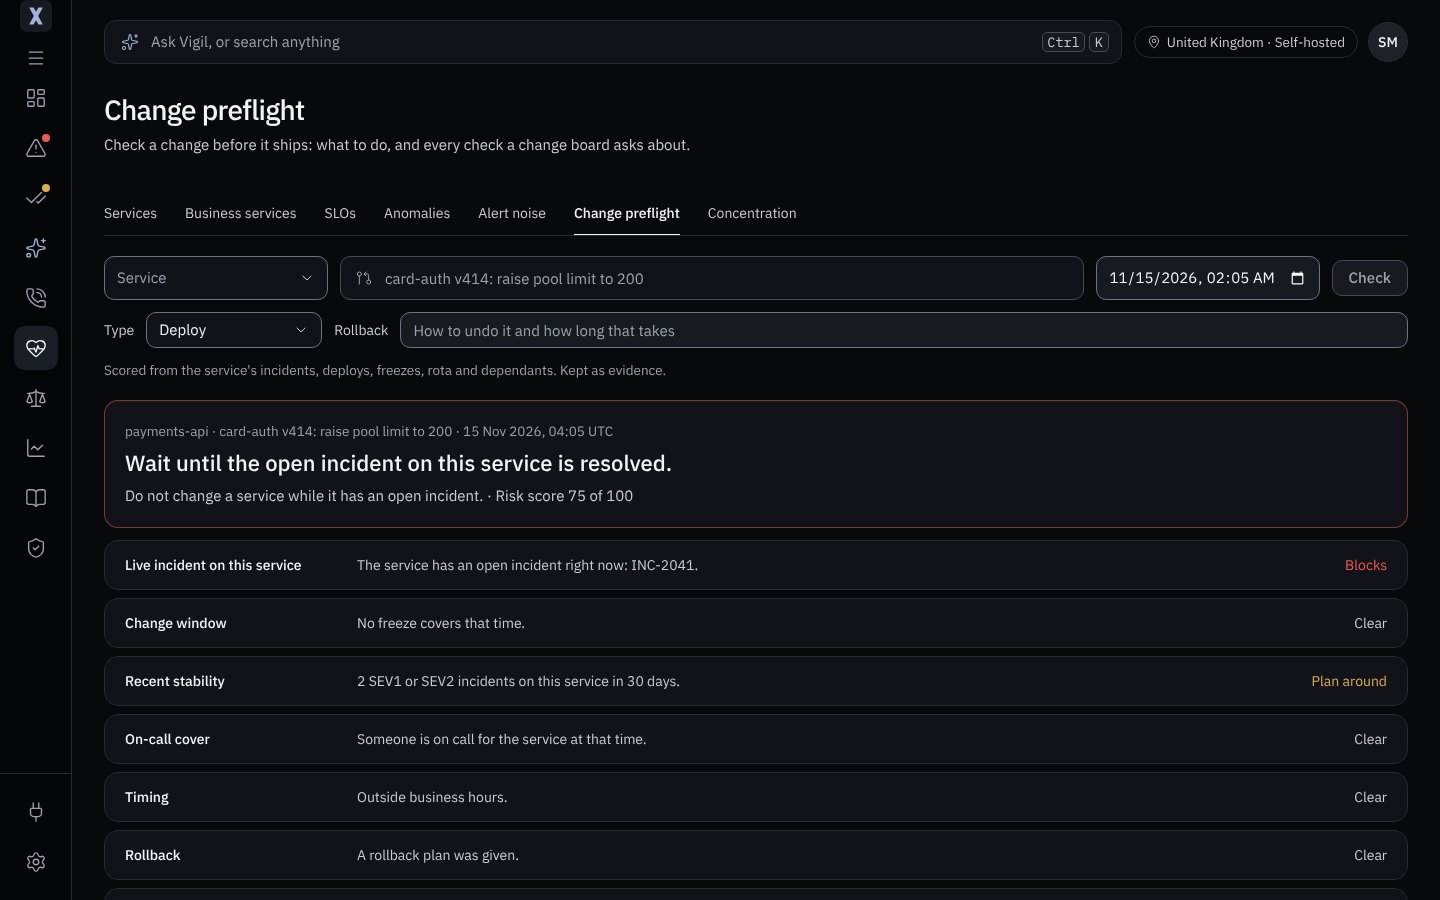 Ask Vigil, or search anything
Ctrl K
United Kingdom · Self-hosted
SM
Change preflight
Check a change before it ships: what to do, and every check a change board asks about.
Services
Business services
SLOs
Anomalies
Alert noise
Change preflight
Concentration
Service
card-auth v414: raise pool limit to 200
11/15/2026, 02:05 AM
Check
Type
Deploy
Rollback
How to undo it and how long that takes
Scored from the service's incidents, deploys, freezes, rota and dependants. Kept as evidence.
payments-api · card-auth v414: raise pool limit to 200 · 15 Nov 2026, 04:05 UTC
Wait until the open incident on this service is resolved.
Do not change a service while it has an open incident. · Risk score 75 of 100
Live incident on this service
The service has an open incident right now: INC-2041.
Blocks
Change window
No freeze covers that time.
Clear
Recent stability
2 SEV1 or SEV2 incidents on this service in 30 days.
Plan around
On-call cover
Someone is on call for the service at that time.
Clear
Timing
Outside business hours.
Clear
Rollback
A rollback plan was given.
Clear